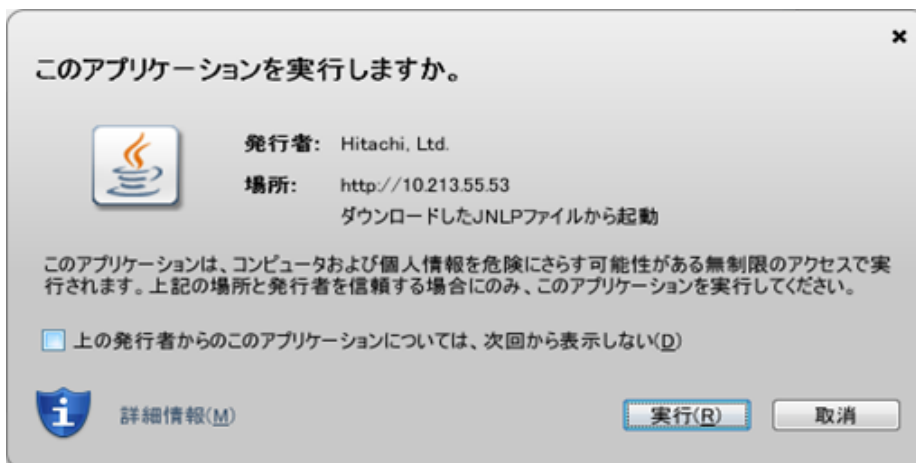 このアプリケーションを実行しますか。
発行者: Hitachi, Ltd.
場所: http://10.213.55.53
ダウンロードしたJNLPファイルから起動
このアプリケーションは、コンピュータおよび個人情報を危険にさらす可能性がある無制限のアクセスで実
行されます。上記の場所と発行者を信頼する場合にのみ、このアプリケーションを実行してください。
上の発行者からのこのアプリケーションについては、次回から表示しない(D)
詳細情報(M)
実行(R)
取消